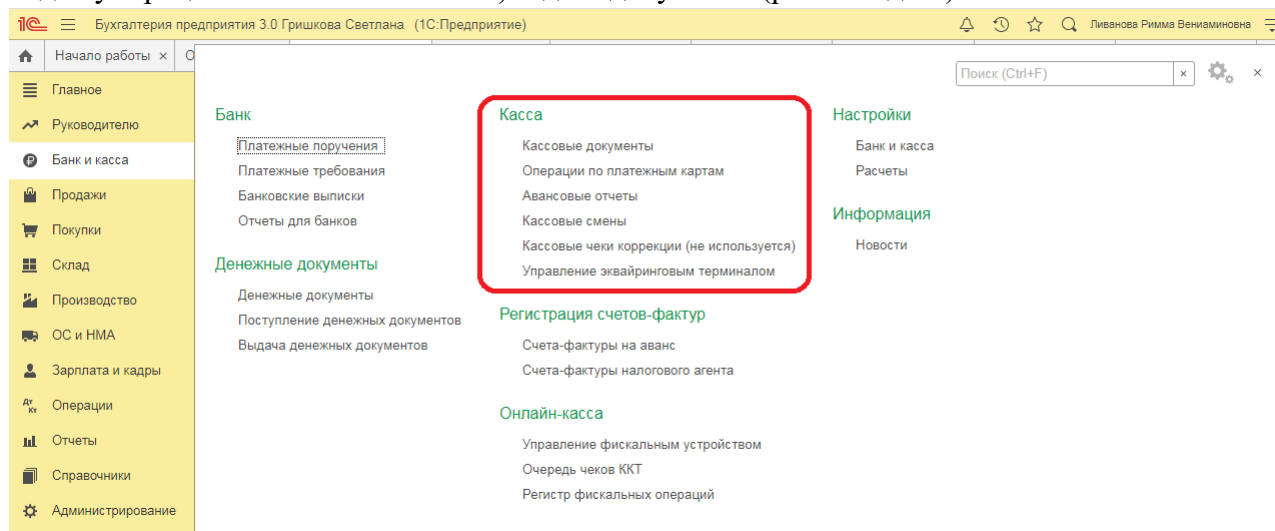 1С Бухгалтерия предприятия 3.0 Гришкова Светлана (1С:Предприятие) Ливанова Римма Вениаминовна
Начало работы ×
Поиск (Ctrl+F) ×
Главное
Руководителю
Банк и касса
Продажи
Покупки
Склад
Производство
ОС и НМА
Зарплата и кадры
Дт Кт Операции
Отчеты
Справочники
Администрирование
Банк
Платежные поручения
Платежные требования
Банковские выписки
Отчеты для банков
Денежные документы
Денежные документы
Поступление денежных документов
Выдача денежных документов
Касса
Кассовые документы
Операции по платежным картам
Авансовые отчеты
Кассовые смены
Кассовые чеки коррекции (не используется)
Управление эквайринговым терминалом
Регистрация счетов-фактур
Счета-фактуры на аванс
Счета-фактуры налогового агента
Онлайн-касса
Управление фискальным устройством
Очередь чеков ККТ
Регистр фискальных операций
Настройки
Банк и касса
Расчеты
Информация
Новости